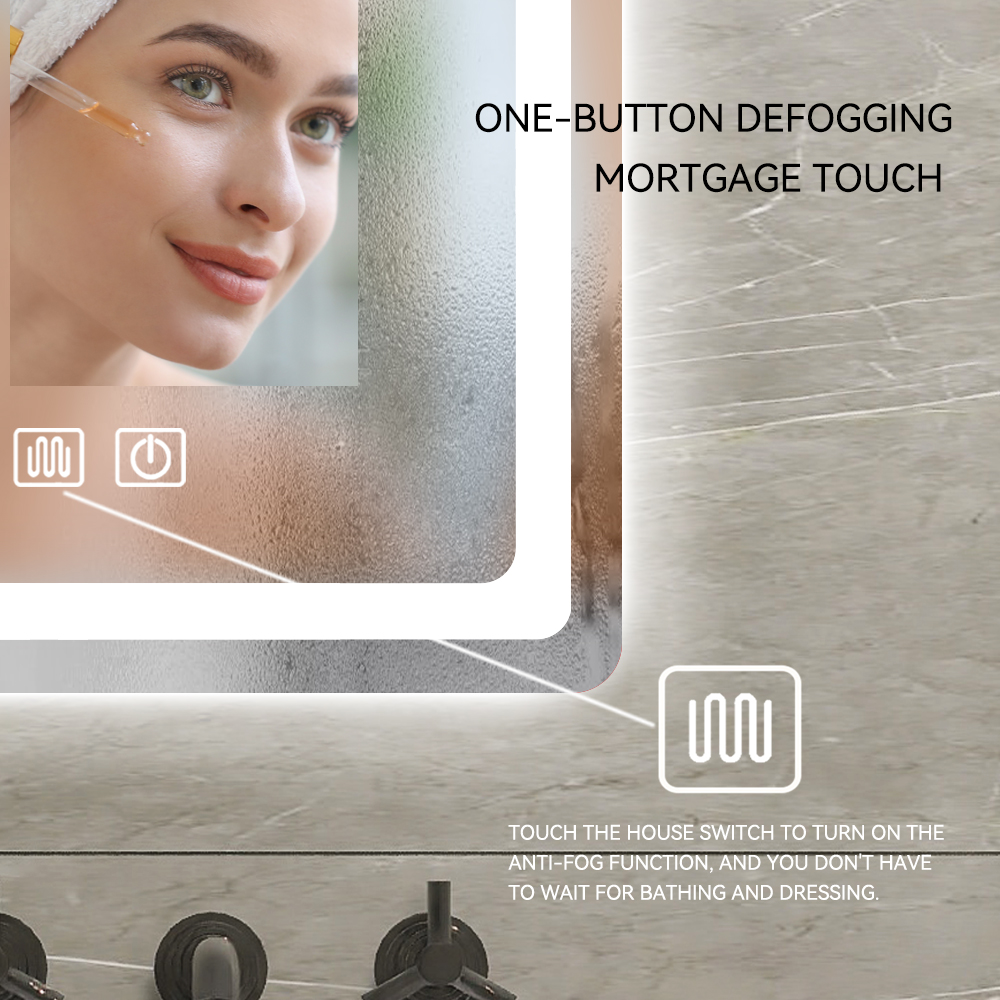 ONE-BUTTON DEFOGGING
MORTGAGE TOUCH
TOUCH THE HOUSE SWITCH TO TURN ON THE
ANTI-FOG FUNCTION, AND YOU DON'T HAVE
TO WAIT FOR BATHING AND DRESSING.